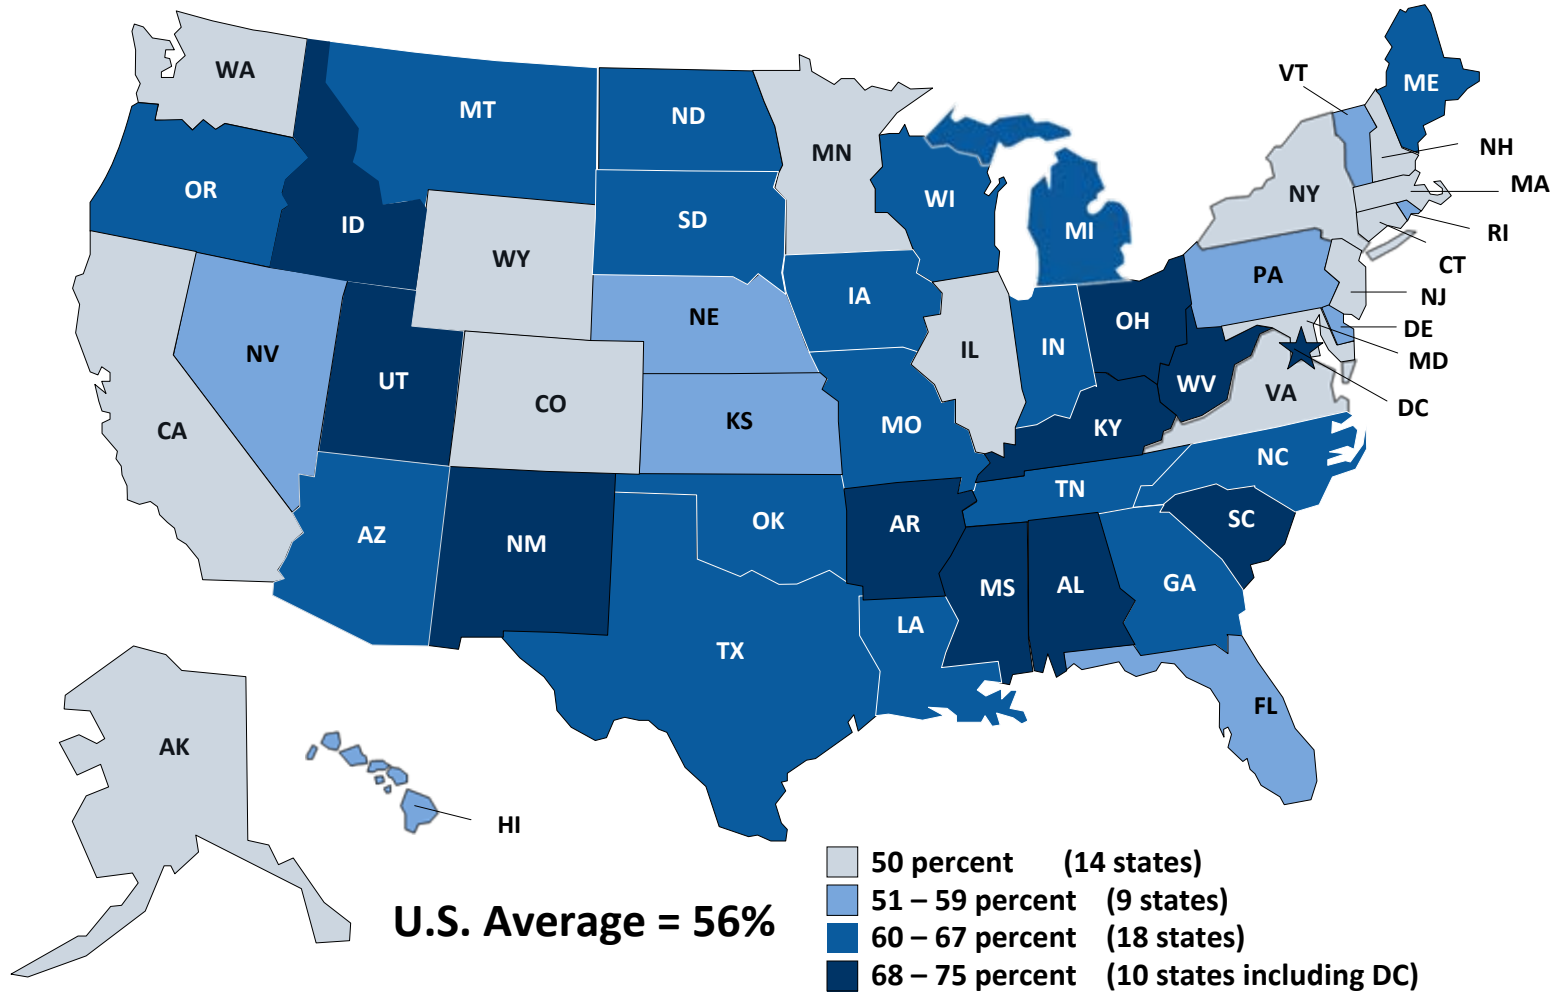 WA
MT
ND
MN
VT
ME
OR
ID
SD
WI
MI
NY
NH
MA
WY
IA
PA
RI
CT
NJ
NE
OH
DE
NV
IL
IN
MD
UT
CO
WV
VA
DC
CA
KS
MO
KY
NC
TN
AZ
NM
OK
AR
SC
MS
AL
GA
LA
TX
FL
AK
HI
50 percent (14 states)
51 – 59 percent (9 states)
U.S. Average = 56%
60 – 67 percent (18 states)
68 – 75 percent (10 states including DC)